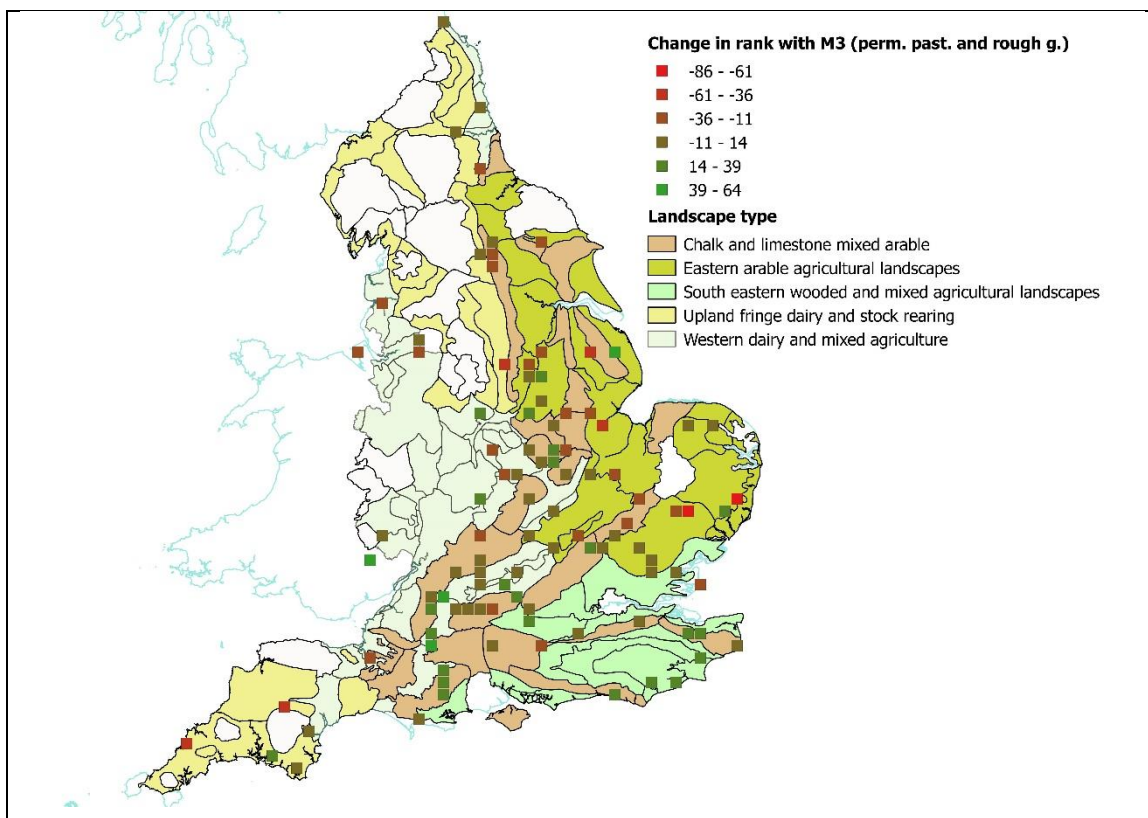 Change in rank with M3 (perm. past. and rough g.)
-86 - -61
-61 - -36
-36 - -11
-11 - 14
14 - 39
39 - 64
Landscape type
Chalk and limestone mixed arable
Eastern arable agricultural landscapes
South eastern wooded and mixed agricultural landscapes
Upland fringe dairy and stock rearing
Western dairy and mixed agriculture